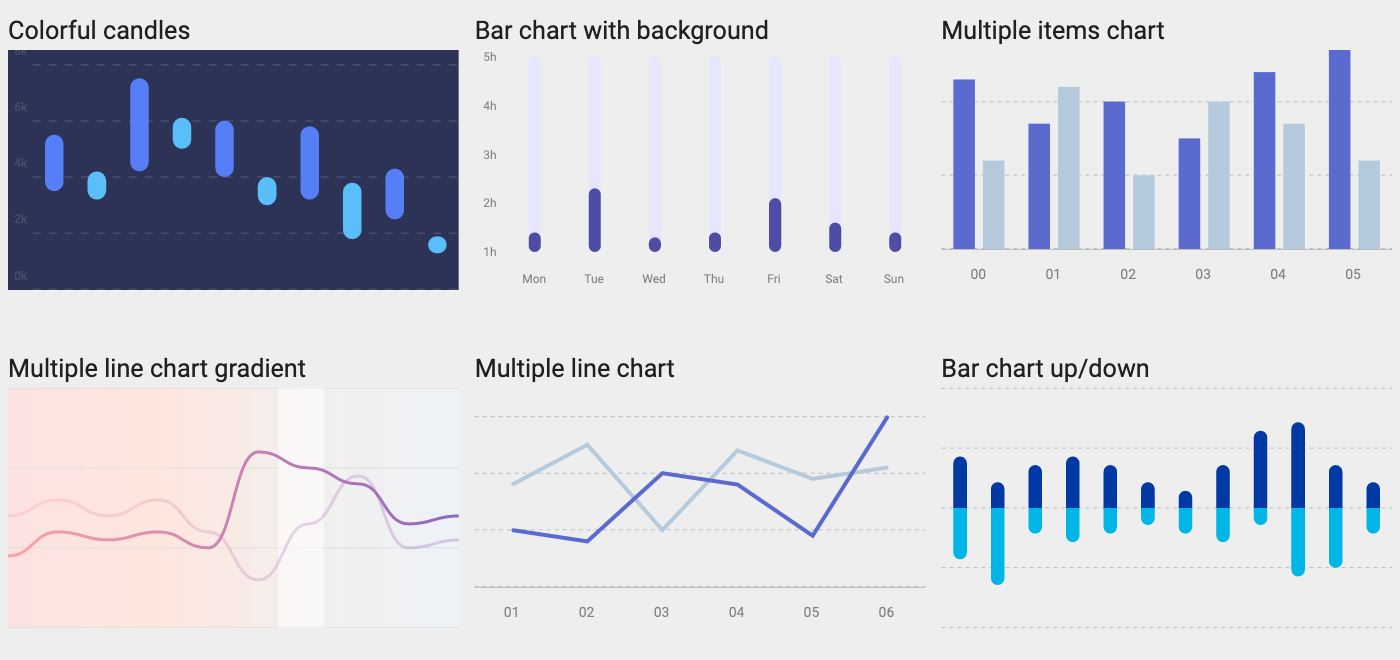 Colorful candles
8k
6k
4k
2k
0k
Bar chart with background
5h
4h
3h
2h
1h
Mon Tue Wed Thu Fri Sat Sun
Multiple items chart
00 01 02 03 04 05
Multiple line chart gradient
Multiple line chart
01 02 03 04 05 06
Bar chart up/down